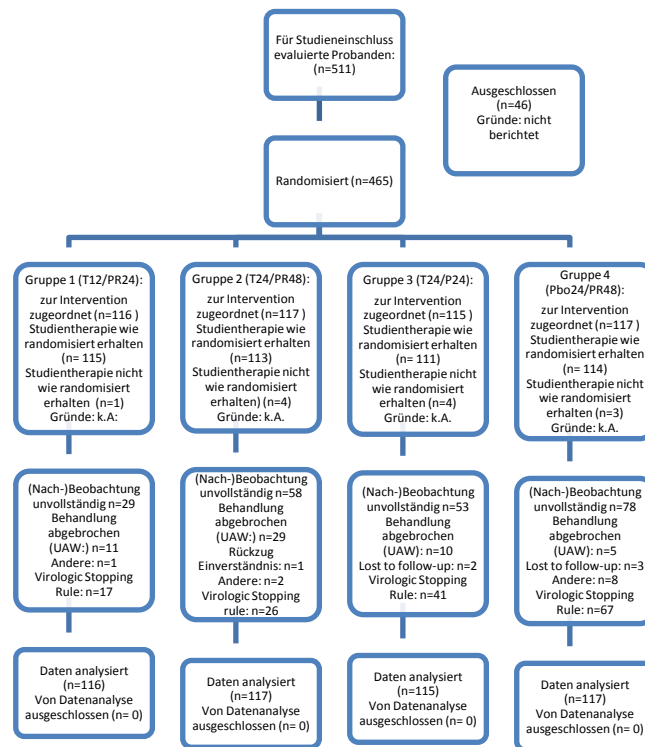 Für Studieneinschluss
evaluierte Probanden:
(n=511)
Ausgeschlossen
(n=46)
Gründe: nicht
berichtet
Randomisiert (n=465)
Gruppe 1 (T12/PR24):
zur Intervention
zugeordnet (n=116 )
Studientherapie wie
randomisiert erhalten
(n= 115)
Studientherapie nicht
wie randomisiert
erhalten (n=1)
Gründe: k.A:
Gruppe 2 (T24/PR48):
zur Intervention
zugeordnet (n=117 )
Studientherapie wie
randomisiert erhalten
(n=113)
Studientherapie nicht
wie randomisiert
erhalten) (n=4)
Gründe: k.A.
Gruppe 3 (T24/P24):
zur Intervention
zugeordnet (n=115 )
Studientherapie wie
randomisiert erhalten
(n= 111)
Studientherapie nicht
wie randomisiert
erhalten (n=4)
Gründe: k.A.
Gruppe 4
(Pbo24/PR48):
zur Intervention
zugeordnet (n=117 )
Studientherapie wie
randomisiert erhalten
(n= 114)
Studientherapie nicht
wie randomisiert
erhalten (n=3)
Gründe: k.A.
(Nach-)Beobachtung
unvollständig n=29
Behandlung
abgebrochen
(UAW:) n=11
Andere: n=1
Virologic Stopping
Rule: n=17
(Nach-)Beobachtung
unvollständig n=58
Behandlung
abgebrochen
(UAW:) n=29
Rückzug
Einverständnis: n=1
Andere: n=2
Virologic Stopping
rule: n=26
(Nach-)Beobachtung
unvollständig n=53
Behandlung
abgebrochen
(UAW): n=10
Lost to follow-up: n=2
Virologic Stopping
Rule: n=41
(Nach-)Beobachtung
unvollständig n=78
Behandlung
abgebrochen
(UAW): n=5
Lost to follow-up: n=3
Andere: n=8
Virologic Stopping
Rule: n=67
Daten analysiert
(n=116)
Von Datenanalyse
ausgeschlossen (n= 0)
Daten analysiert
(n=117)
Von Datenanalyse
ausgeschlossen (n= 0)
Daten analysiert
(n=115)
Von Datenanalyse
ausgeschlossen (n= 0)
Daten analysiert
(n=117)
Von Datenanalyse
ausgeschlossen (n= 0)